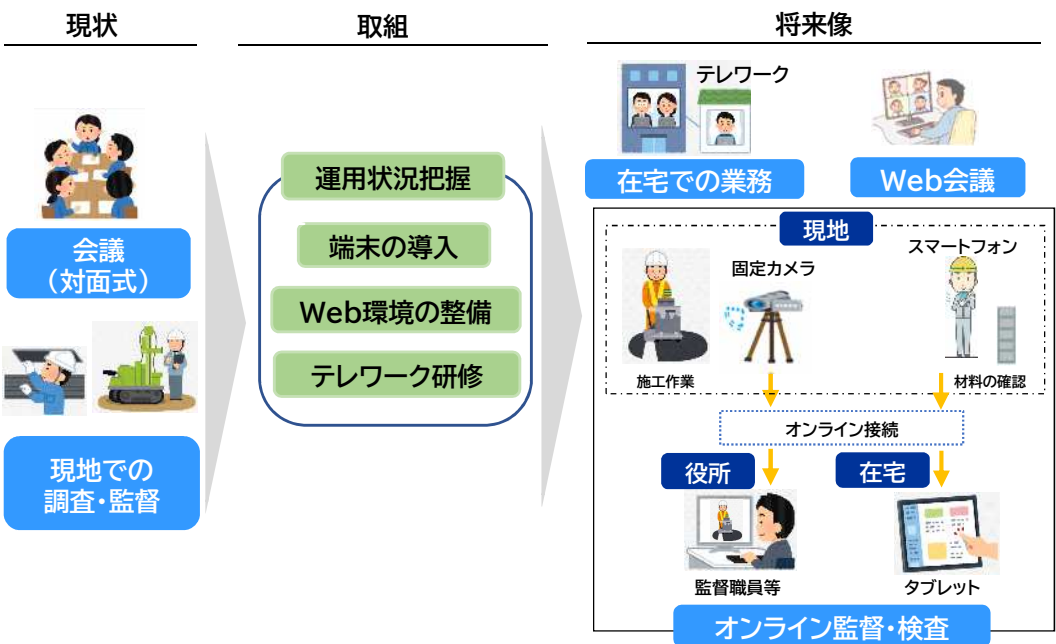 現状
会議
（対面式）
現地での
調査・監督
取組
運用状況把握
端末の導入
Web環境の整備
テレワーク研修
将来像
テレワーク
在宅での業務
Web会議
現地
固定カメラ
スマートフォン
施工作業
材料の確認
オンライン接続
役所
在宅
監督職員等
タブレット
オンライン監督・検査